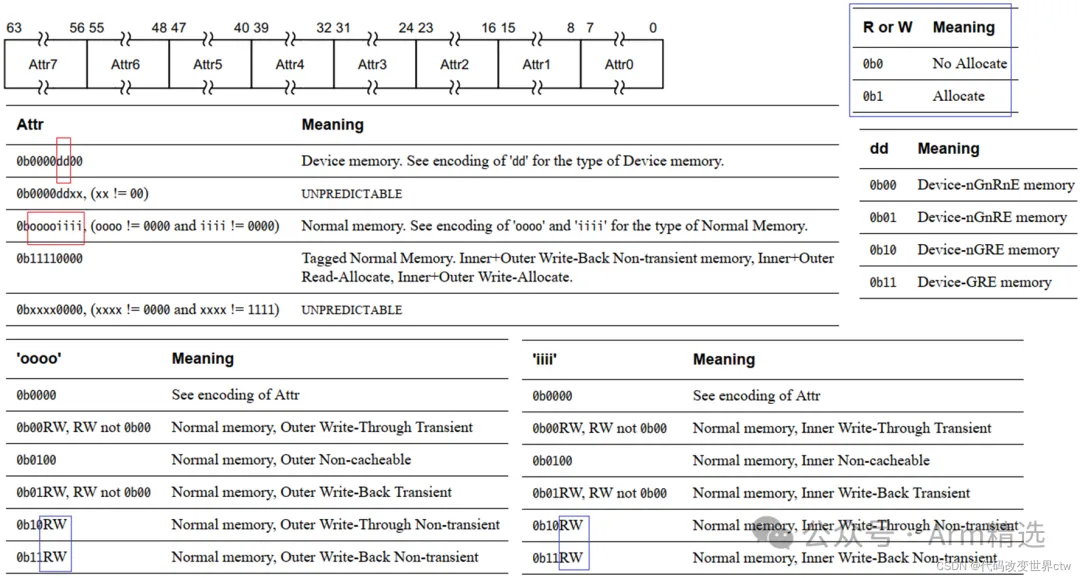 63 56 55 48 47 40 39 32 31 24 23 16 15 8 7 0
Attr7 Attr6 Attr5 Attr4 Attr3 Attr2 Attr1 Attr0
R or W Meaning
0b0 No Allocate
0b1 Allocate
Attr Meaning
0b0000dd00 Device memory. See encoding of 'dd' for the type of Device memory.
0b0000ddxx, (xx != 00) UNPREDICTABLE
0booooiiii, (oooo != 0000 and iiii != 0000) Normal memory. See encoding of 'oooo' and 'iiii' for the type of Normal Memory.
0b11110000 Tagged Normal Memory. Inner+Outer Write-Back Non-transient memory, Inner+Outer
Read-Allocate, Inner+Outer Write-Allocate.
0bxxxx0000, (xxxx != 0000 and xxxx != 1111) UNPREDICTABLE
dd Meaning
0b00 Device-nGnRnE memory
0b01 Device-nGnRE memory
0b10 Device-nGRE memory
0b11 Device-GRE memory
'oooo' Meaning
0b0000 See encoding of Attr
0b00RW, RW not 0b00 Normal memory, Outer Write-Through Transient
0b0100 Normal memory, Outer Non-cacheable
0b01RW, RW not 0b00 Normal memory, Outer Write-Back Transient
0b10RW Normal memory, Outer Write-Through Non-transient
0b11RW Normal memory, Outer Write-Back Non-transient
'iiii' Meaning
0b0000 See encoding of Attr
0b00RW, RW not 0b00 Normal memory, Inner Write-Through Transient
0b0100 Normal memory, Inner Non-cacheable
0b01RW, RW not 0b00 Normal memory, Inner Write-Back Transient
0b10RW Normal memory, Inner Write-Through Non-transient
0b11RW Normal memory, Inner Write-Back Non-transient
公众号 · Arm精选
CSDN @代码改变世界ctw